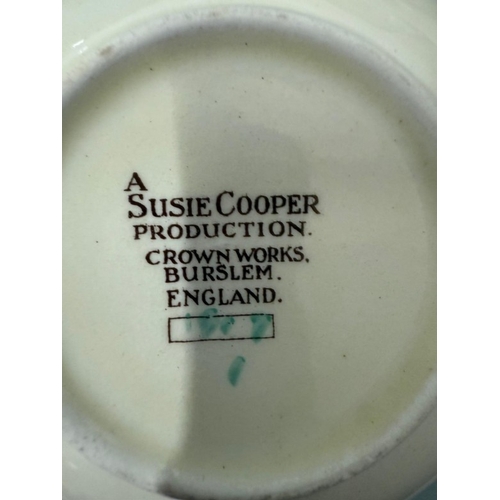 A
SUSIE COOPER
PRODUCTION.
CROWN WORKS,
BURSLEM.
ENGLAND.